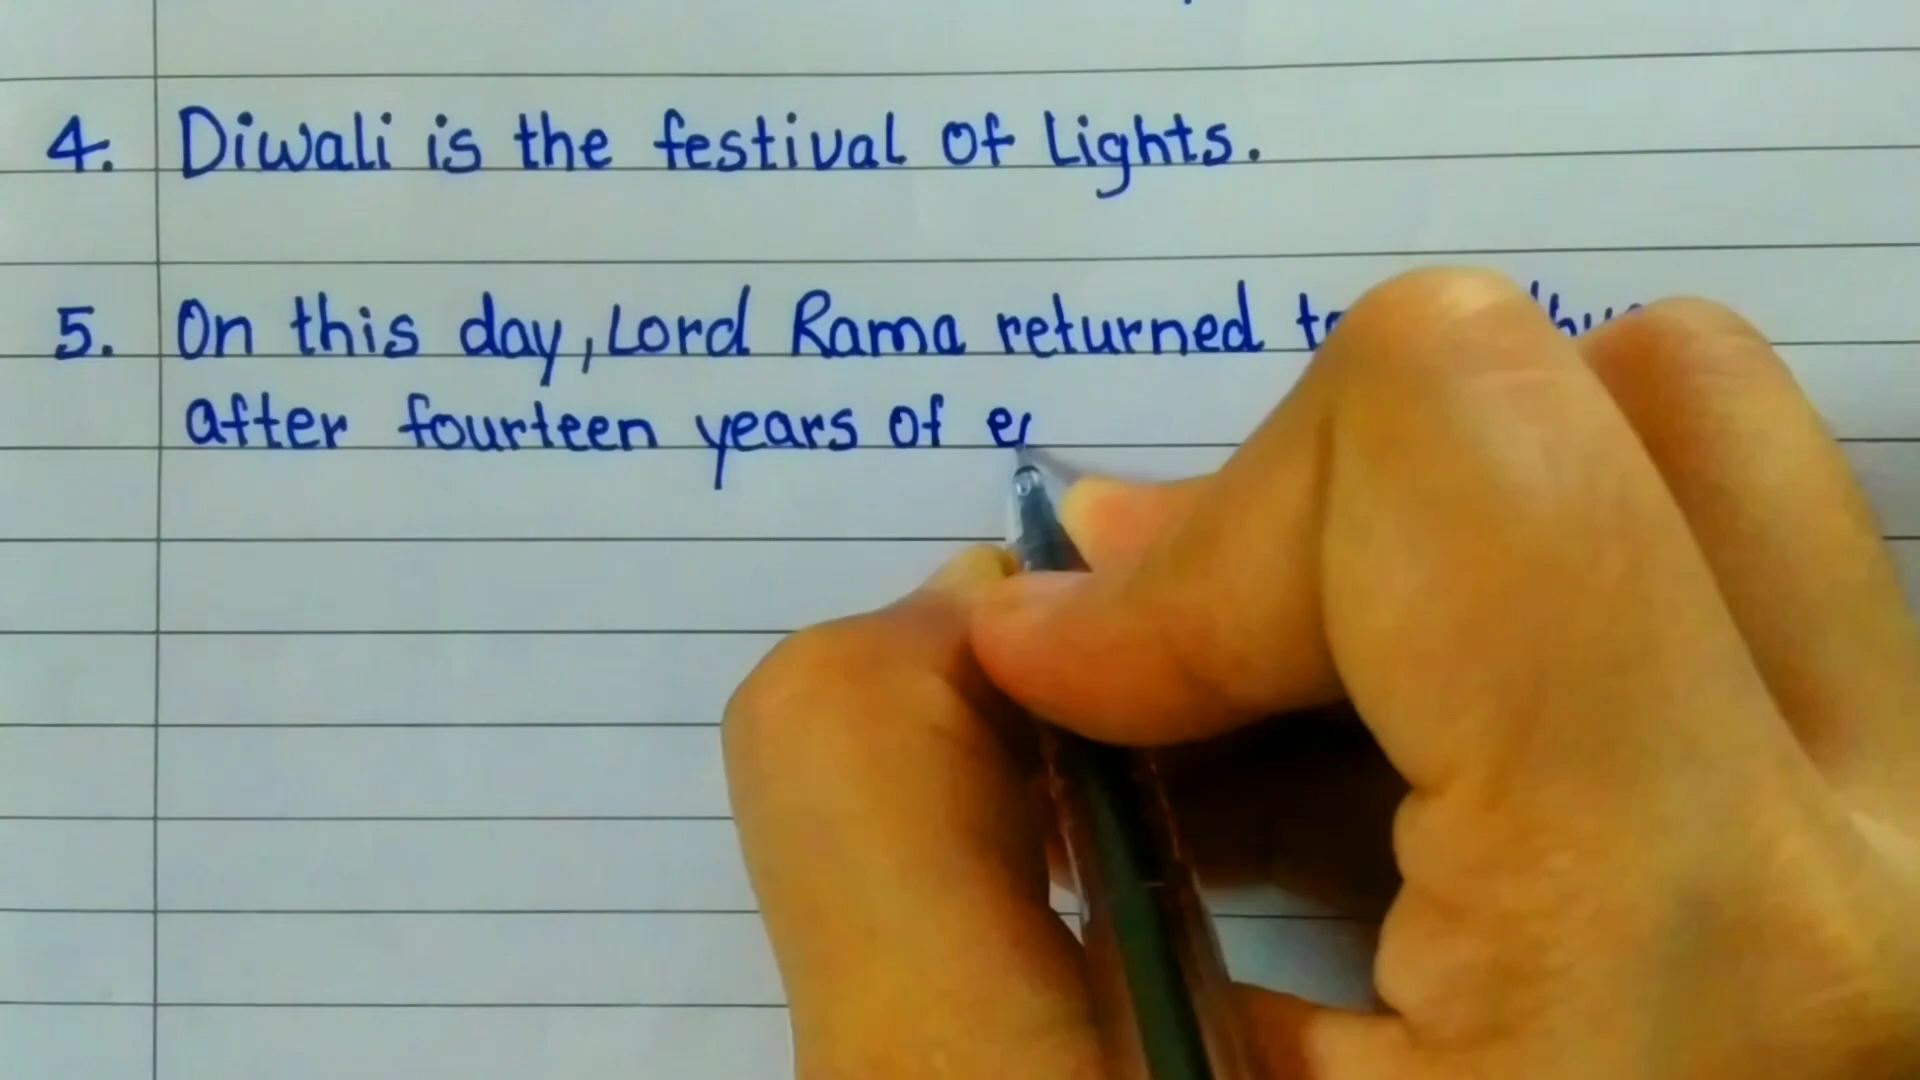 4. Diwali is the festival of Lights.
5. On this day, Lord Rama returned
after fourteen years of